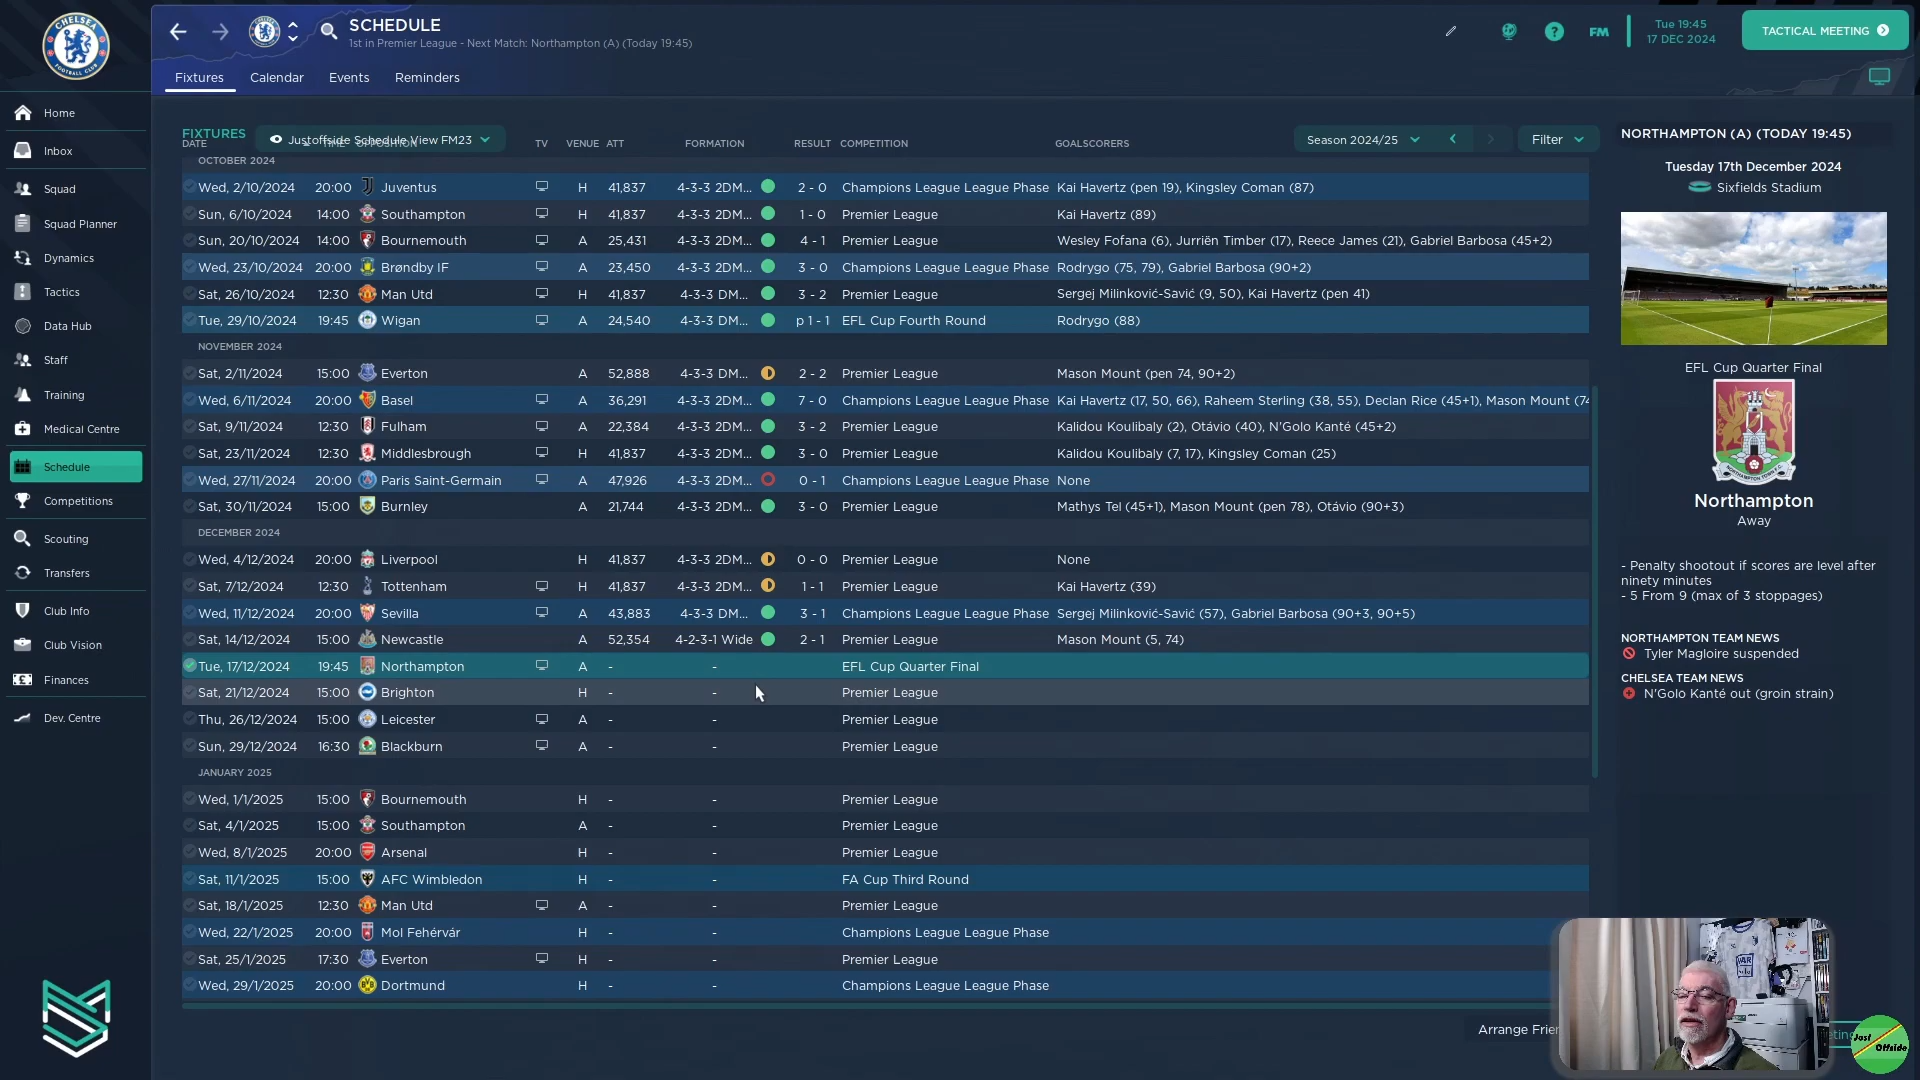 SCHEDULE
1st in Premier League - Next Match: Northampton (A) (Today 19:45)
FM
Tue 19:45
17 DEC 2024
TACTICAL MEETING
Fixtures Calendar Events Reminders
Home
Inbox
Squad
Squad Planner
Dynamics
Tactics
Data Hub
Staff
Training
Medical Centre
Schedule
Competitions
Scouting
Transfers
Club Info
Club Vision
Finances
Dev. Centre
FIXTURES
Justoffside Schedule View FM23
Season 2024/25
Filter
DATE TIME OPPOSITION TV VENUE ATT FORMATION RESULT COMPETITION GOALSCORERS
OCTOBER 2024
Wed, 2/10/2024 20:00 Juventus H 41,837 4-3-3 2DM... 2 - 0 Champions League League Phase Kai Havertz (pen 19), Kingsley Coman (87)
Sun, 6/10/2024 14:00 Southampton H 41,837 4-3-3 2DM... 1 - 0 Premier League Kai Havertz (89)
Sun, 20/10/2024 14:00 Bournemouth A 25,431 4-3-3 2DM... 4 - 1 Premier League Wesley Fofana (6), Jurriën Timber (17), Reece James (21), Gabriel Barbosa (45+2)
Wed, 23/10/2024 20:00 Brøndby IF A 23,450 4-3-3 2DM... 3 - 0 Champions League League Phase Rodrygo (75, 79), Gabriel Barbosa (90+2)
Sat, 26/10/2024 12:30 Man Utd H 41,837 4-3-3 DM... 3 - 2 Premier League Sergej Milinković-Savić (9, 50), Kai Havertz (pen 41)
Tue, 29/10/2024 19:45 Wigan A 24,540 4-3-3 DM... p 1 - 1 EFL Cup Fourth Round Rodrygo (88)
NOVEMBER 2024
Sat, 2/11/2024 15:00 Everton A 52,888 4-3-3 DM... 2 - 2 Premier League Mason Mount (pen 74, 90+2)
Wed, 6/11/2024 20:00 Basel A 36,291 4-3-3 2DM... 7 - 0 Champions League League Phase Kai Havertz (17, 50, 66), Raheem Sterling (38, 55), Declan Rice (45+1), Mason Mount (74
Sat, 9/11/2024 12:30 Fulham A 22,384 4-3-3 2DM... 3 - 2 Premier League Kalidou Koulibaly (2), Otávio (40), N'Golo Kanté (45+2)
Sat, 23/11/2024 12:30 Middlesbrough H 41,837 4-3-3 2DM... 3 - 0 Premier League Kalidou Koulibaly (7, 17), Kingsley Coman (25)
Wed, 27/11/2024 20:00 Paris Saint-Germain A 47,926 4-3-3 2DM... 0 - 1 Champions League League Phase None
Sat, 30/11/2024 15:00 Burnley A 21,744 4-3-3 2DM... 3 - 0 Premier League Mathys Tel (45+1), Mason Mount (pen 78), Otávio (90+3)
DECEMBER 2024
Wed, 4/12/2024 20:00 Liverpool H 41,837 4-3-3 2DM... 0 - 0 Premier League None
Sat, 7/12/2024 12:30 Tottenham H 41,837 4-3-3 2DM... 1 - 1 Premier League Kai Havertz (39)
Wed, 11/12/2024 20:00 Sevilla A 43,883 4-3-3 DM... 3 - 1 Champions League League Phase Sergej Milinković-Savić (57), Gabriel Barbosa (90+3, 90+5)
Sat, 14/12/2024 15:00 Newcastle A 52,354 4-2-3-1 Wide 2 - 1 Premier League Mason Mount (5, 74)
Tue, 17/12/2024 19:45 Northampton A - - EFL Cup Quarter Final
Sat, 21/12/2024 15:00 Brighton H - - Premier League
Thu, 26/12/2024 15:00 Leicester A - - Premier League
Sun, 29/12/2024 16:30 Blackburn A - - Premier League
JANUARY 2025
Wed, 1/1/2025 15:00 Bournemouth H - - Premier League
Sat, 4/1/2025 15:00 Southampton A - - Premier League
Wed, 8/1/2025 20:00 Arsenal H - - Premier League
Sat, 11/1/2025 15:00 AFC Wimbledon H - - FA Cup Third Round
Sat, 18/1/2025 12:30 Man Utd A - - Premier League
Wed, 22/1/2025 20:00 Mol Fehérvár H - - Champions League League Phase
Sat, 25/1/2025 17:30 Everton H - - Premier League
Wed, 29/1/2025 20:00 Dortmund H - - Champions League League Phase
Arrange Frien
NORTHAMPTON (A) (TODAY 19:45)
Tuesday 17th December 2024
Sixfields Stadium
EFL Cup Quarter Final
Northampton
Away
- Penalty shootout if scores are level after
ninety minutes
- 5 From 9 (max of 3 stoppages)
NORTHAMPTON TEAM NEWS
Tyler Magloire suspended
CHELSEA TEAM NEWS
N'Golo Kanté out (groin strain)
Just
Offside